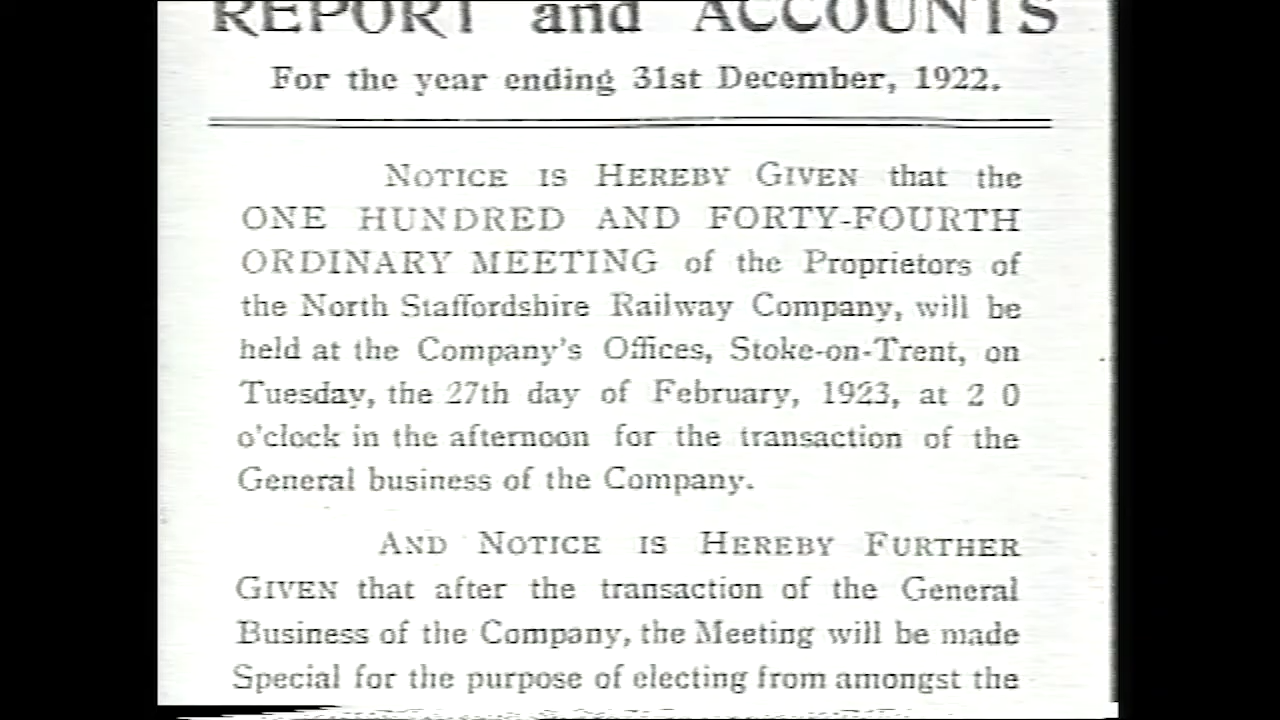 REPORT and ACCOUNTS
For the year ending 31st December, 1922.
NOTICE IS HEREBY GIVEN that the
ONE HUNDRED AND FORTY-FOURTH
ORDINARY MEETING of the Proprietors of
the North Staffordshire Railway Company, will be
held at the Company's Offices, Stoke-on-Trent, on
Tuesday, the 27th day of February, 1923, at 2 0
o'clock in the afternoon for the transaction of the
General business of the Company.
AND NOTICE IS HEREBY FURTHER
GIVEN that after the transaction of the General
Business of the Company, the Meeting will be made
Special for the purpose of electing from amongst the